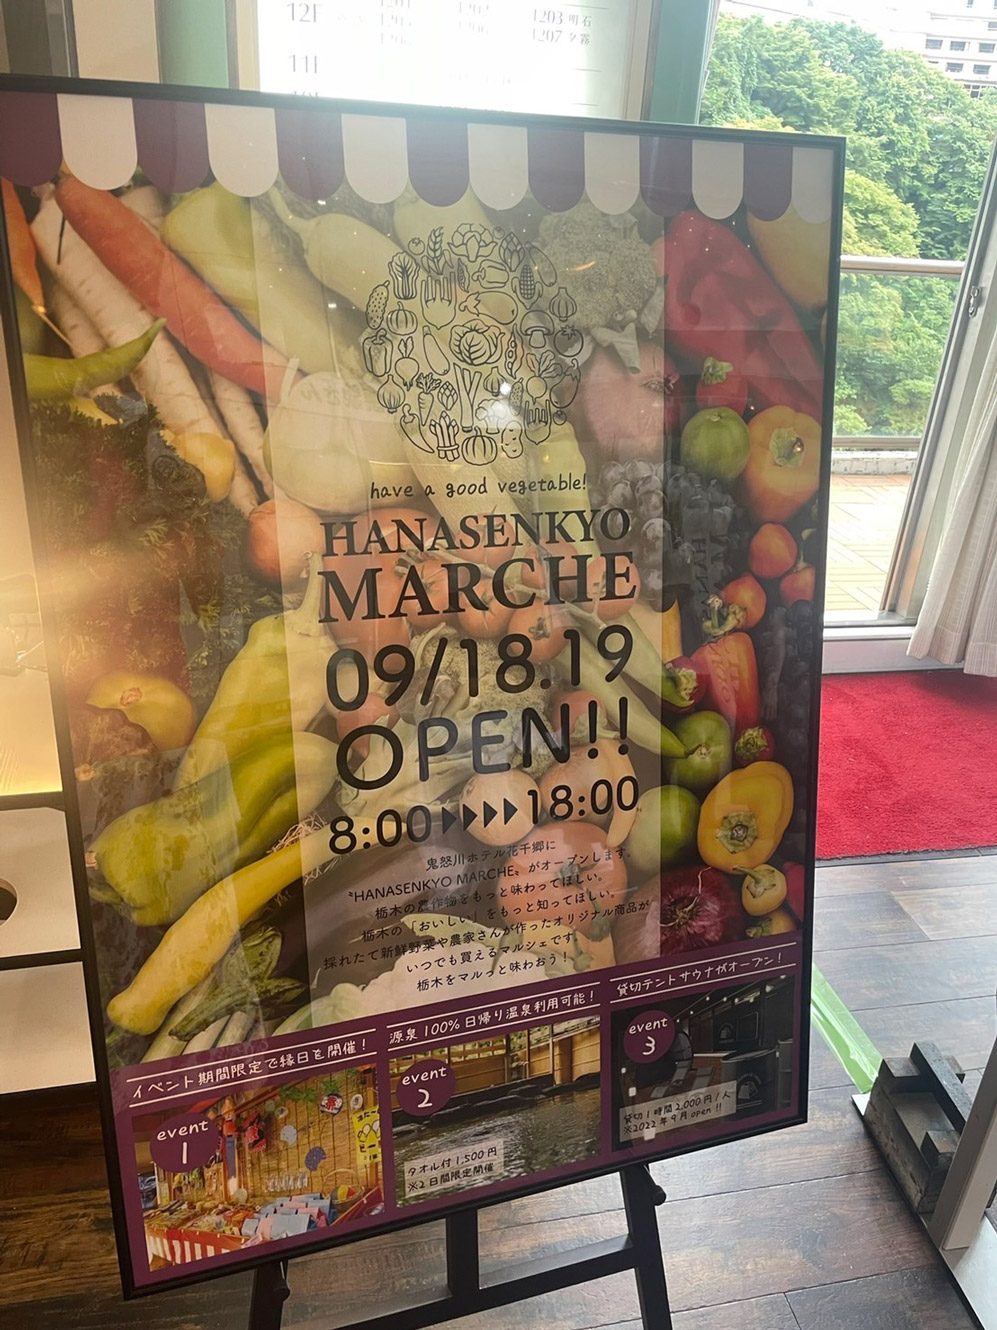 12F
1203 明石
1207 夕霧
11F
have a good vegetable!
HANASENKYO
MARCHE
09/18.19
OPEN!!
8:00▶▶▶▶18:00
鬼怒川ホテル花千郷に
“HANASENKYO MARCHE„ がオープンします。
栃木の農作物をもっと味わってほしい。
栃木の「おいしい」をもっと知ってほしい。
採れたて新鮮野菜や農家さんが作ったオリジナル商品が
いつでも買えるマルシェです。
栃木をマルっと味わおう！
イベント期間限定で縁日を開催！
event
1
源泉100%日帰り温泉利用可能！
event
2
タオル付1,500円
※2日間限定開催
貸切テントサウナがオープン！
event
3
貸切1時間2,000円/人
※2022年9月open!!